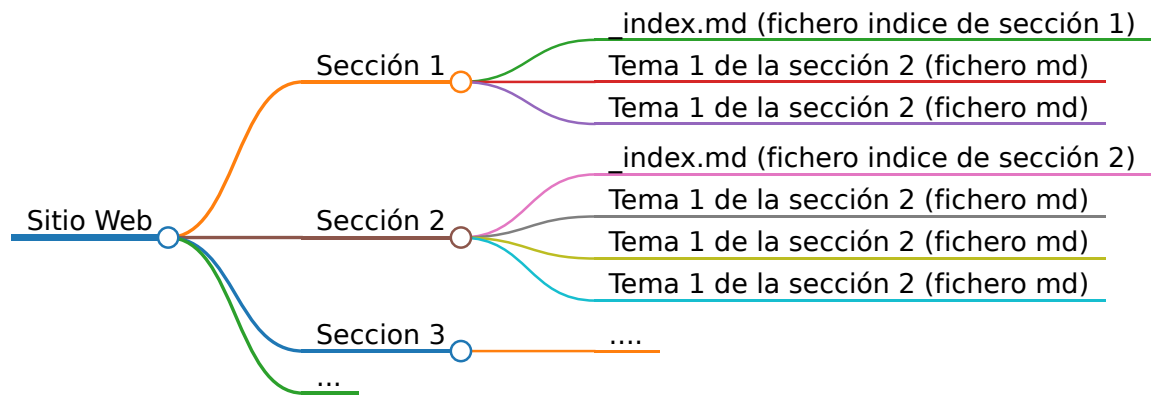 Sitio Web
Sección 1
_index.md (fichero indice de sección 1)
Tema 1 de la sección 2 (fichero md)
Tema 1 de la sección 2 (fichero md)
Sección 2
_index.md (fichero indice de sección 2)
Tema 1 de la sección 2 (fichero md)
Tema 1 de la sección 2 (fichero md)
Tema 1 de la sección 2 (fichero md)
Seccion 3
....
...